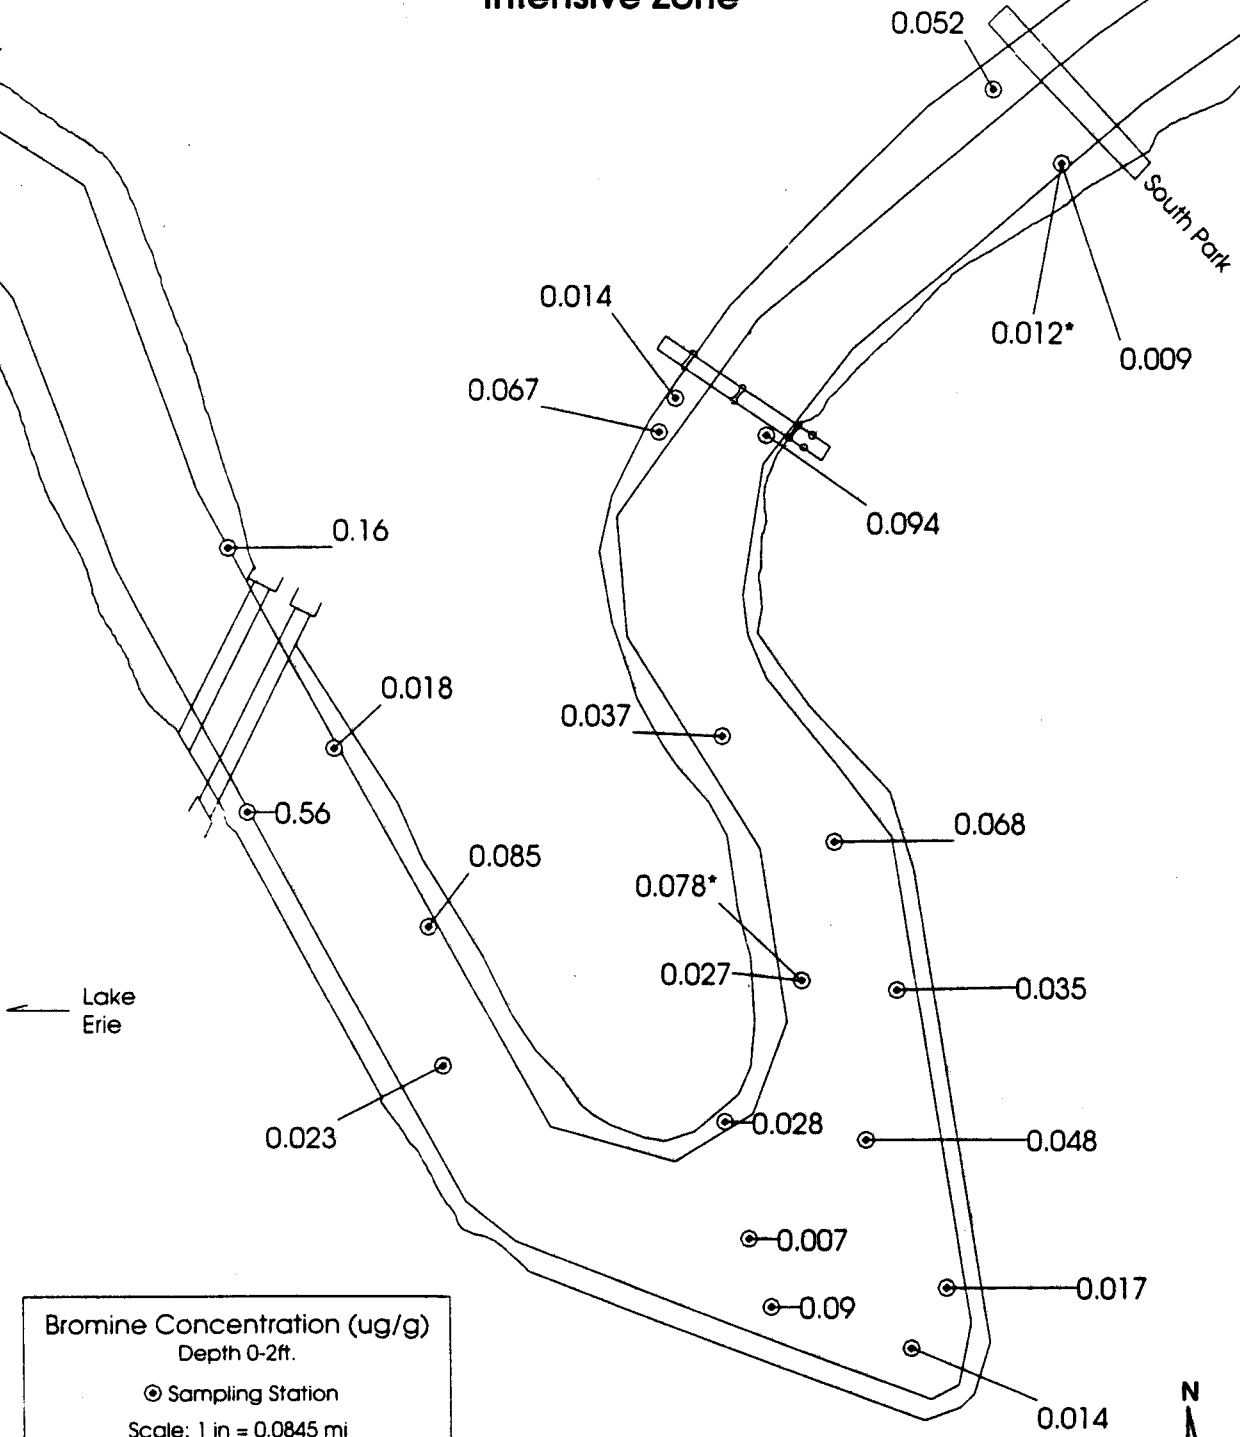 Intensive Zone
0.052
South Park
0.014
0.012*
0.009
0.067
0.094
0.16
0.018
0.037
0.56
0.068
0.085
0.078*
0.027
0.035
Lake
Erie
0.023
0.028
0.048
0.007
0.017
0.09
Bromine Concentration (ug/g)
Depth 0-2ft.
Sampling Station
Scale: 1 in = 0.0845 mi
N
0.014